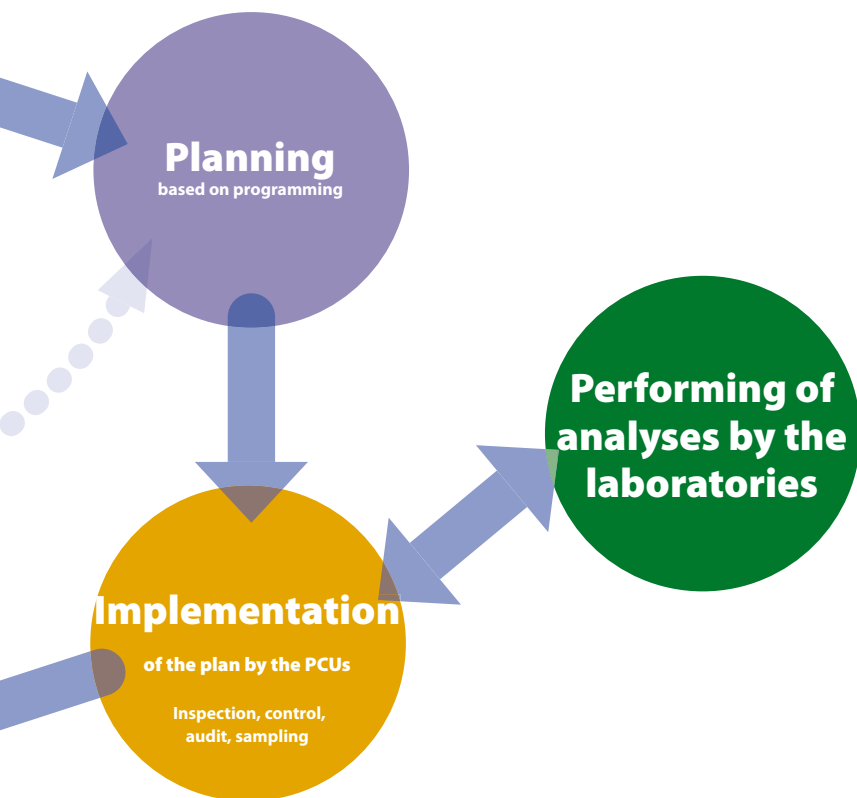 Planning
based on programming
Performing of
analyses by the
laboratories
Implementation
of the plan by the PCUs
Inspection, control,
audit, sampling